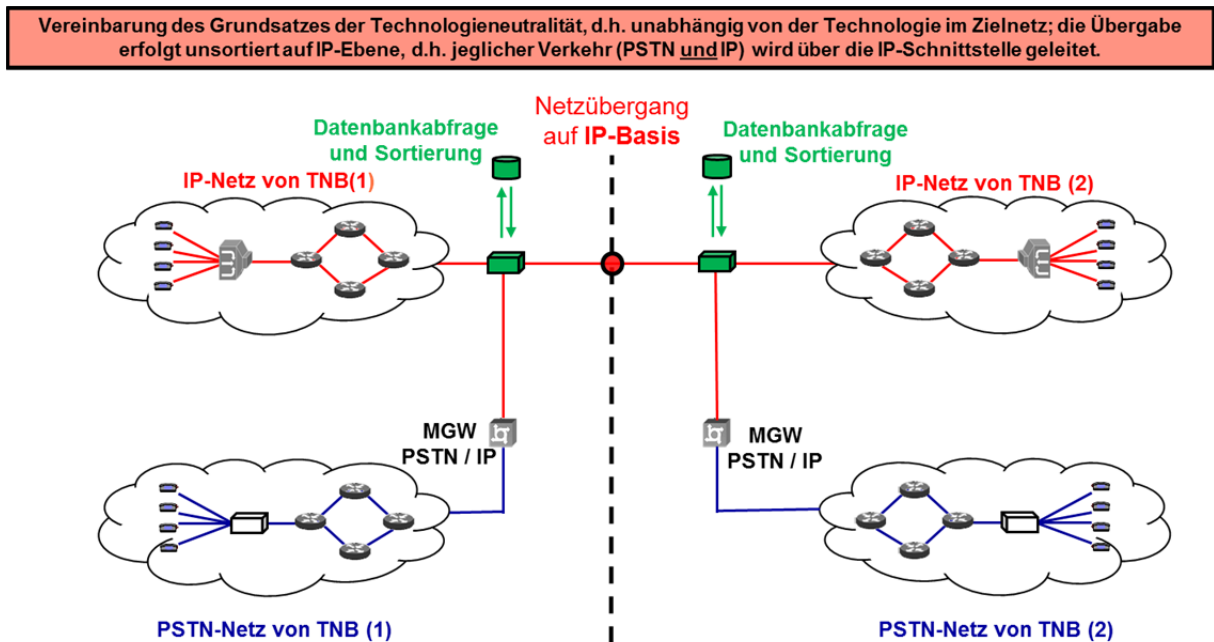 Vereinbarung des Grundsatzes der Technologieneutralität, d.h. unabhängig von der Technologie im Zielnetz; die Übergabe
erfolgt unsortiert auf IP-Ebene, d.h. jeglicher Verkehr (PSTN und IP) wird über die IP-Schnittstelle geleitet.
Netzübergang
auf IP-Basis
Datenbankabfrage
und Sortierung
Datenbankabfrage
und Sortierung
IP-Netz von TNB(1)
IP-Netz von TNB (2)
MGW
PSTN / IP
MGW
PSTN / IP
PSTN-Netz von TNB (1)
PSTN-Netz von TNB (2)